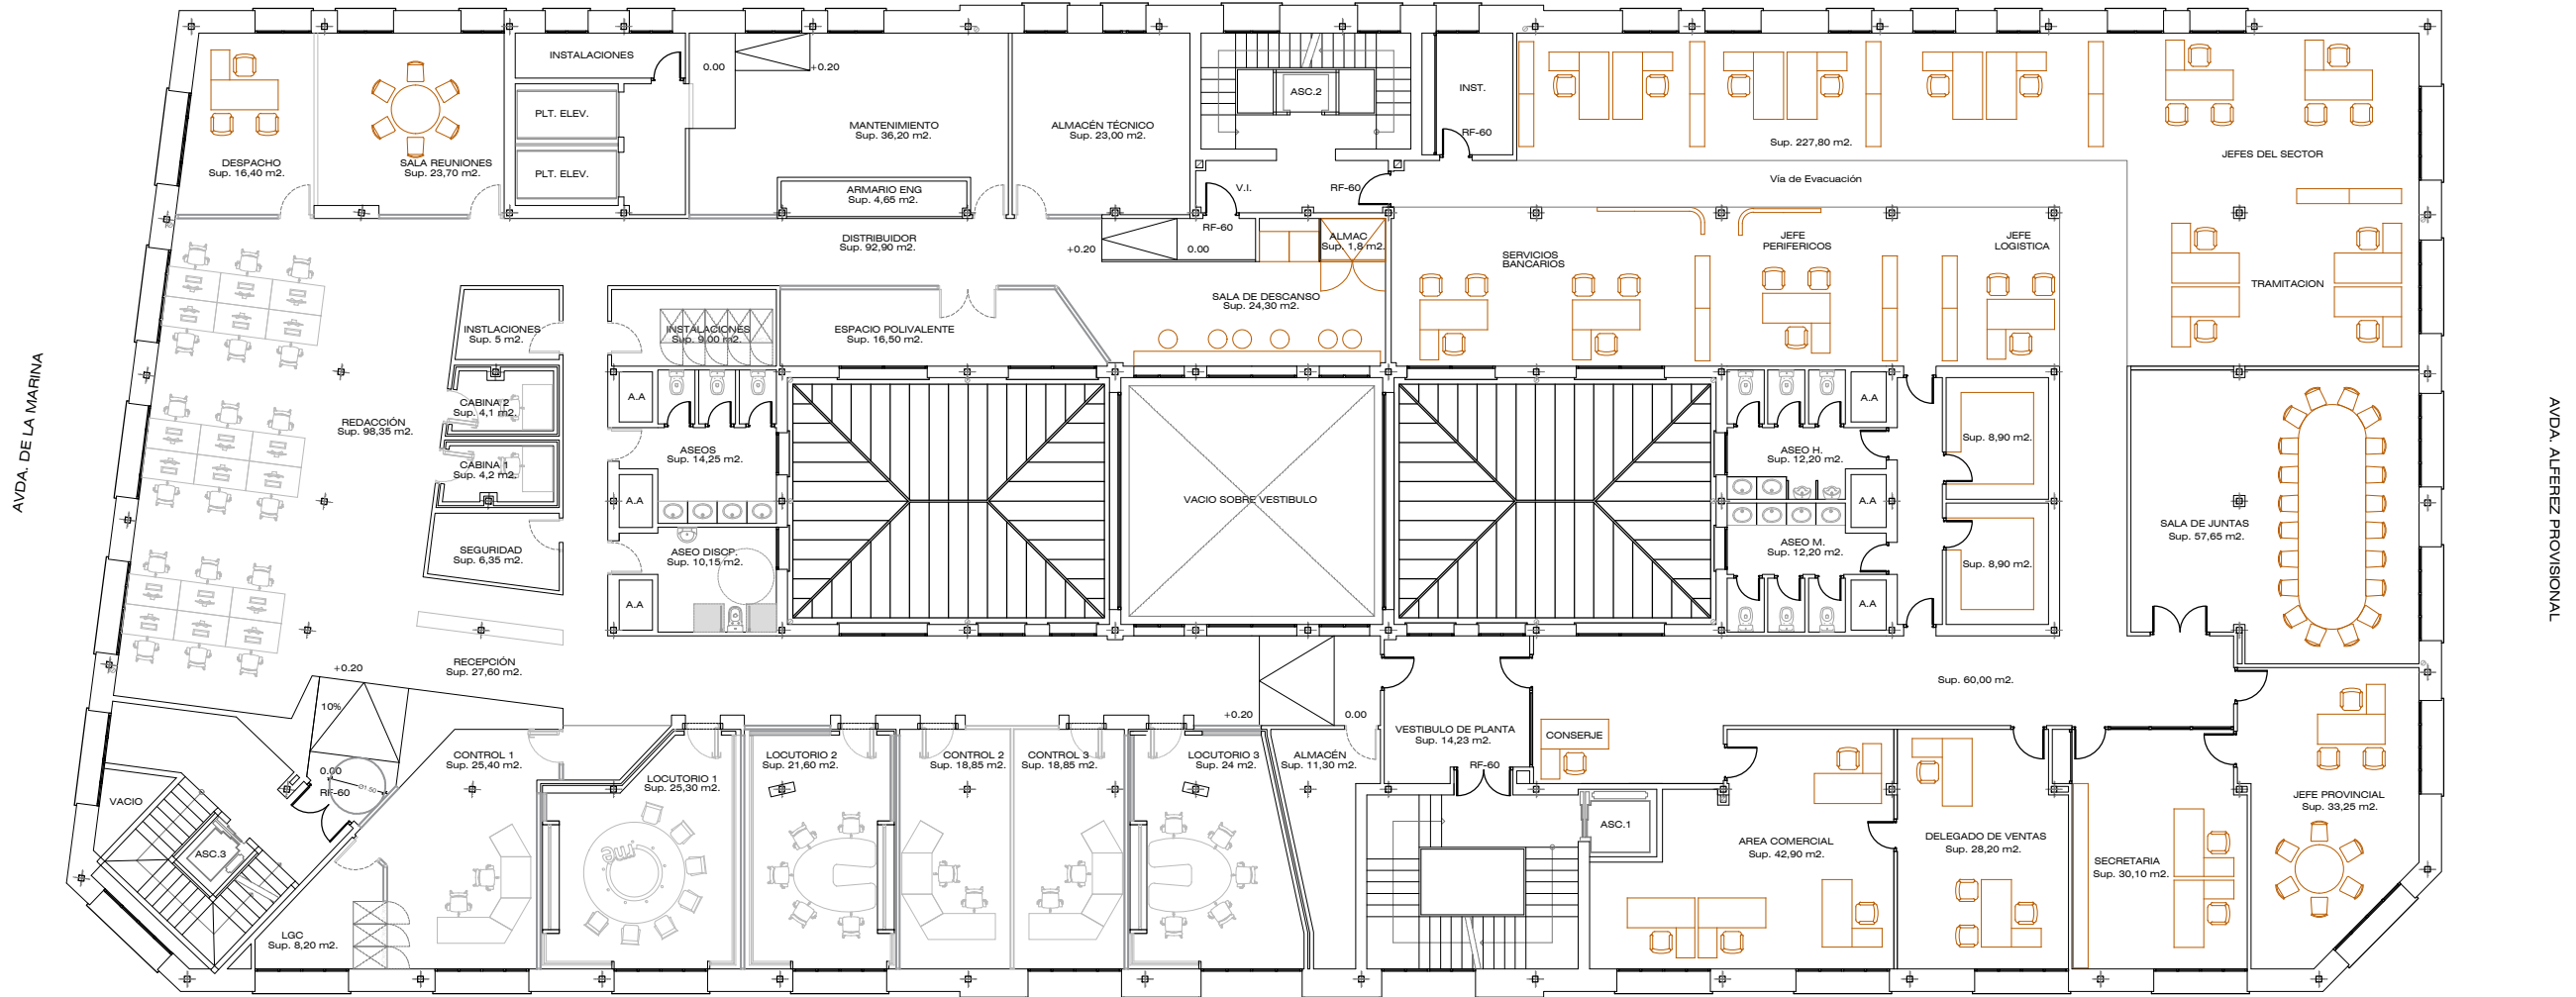 INSTALACIONES
0.00
+0.20
PLT. ELEV.
PLT. ELEV.
DESPACHO
Sup. 16,40 m2.
SALA REUNIONES
Sup. 23,70 m2.
MANTENIMIENTO
Sup. 36,20 m2.
ARMARIO ENG
Sup. 4,65 m2.
ALMACÉN TÉCNICO
Sup. 23,00 m2.
ASC.2
INST.
RF-60
V.I.
RF-60
RF-60
Sup. 227,80 m2.
Vía de Evacuación
JEFES DEL SECTOR
DISTRIBUIDOR
Sup. 92,90 m2.
+0.20
0.00
ALMAC
Sup. 1,8 m2.
SERVICIOS
BANCARIOS
JEFE
PERIFERICOS
JEFE
LOGISTICA
TRAMITACION
SALA DE DESCANSO
Sup. 24,30 m2.
INSTLACIONES
Sup. 5 m2.
INSTALACIONES
Sup. 9,00 m2.
ESPACIO POLIVALENTE
Sup. 16,50 m2.
AVDA. DE LA MARINA
AVDA. ALFEREZ PROVISIONAL
REDACCIÓN
Sup. 98,35 m2.
CABINA 2
Sup. 4,1 m2.
CABINA 1
Sup. 4,2 m2.
SEGURIDAD
Sup. 6,35 m2.
A.A
A.A
A.A
ASEOS
Sup. 14,25 m2.
ASEO DISCP.
Sup. 10,15 m2.
VACIO SOBRE VESTIBULO
A.A
A.A
A.A
ASEO H.
Sup. 12,20 m2.
ASEO M.
Sup. 12,20 m2.
Sup. 8,90 m2.
Sup. 8,90 m2.
SALA DE JUNTAS
Sup. 57,65 m2.
RECEPCIÓN
Sup. 27,60 m2.
+0.20
10%
0.00
RF-60
Ø1.50
VACIO
ASC.3
LGC
Sup. 8,20 m2.
CONTROL 1
Sup. 25,40 m2.
LOCUTORIO 1
Sup. 25,30 m2.
LOCUTORIO 2
Sup. 21,60 m2.
CONTROL 2
Sup. 18,85 m2.
CONTROL 3
Sup. 18,85 m2.
LOCUTORIO 3
Sup. 24 m2.
ALMACÉN
Sup. 11,30 m2.
+0.20
0.00
VESTIBULO DE PLANTA
Sup. 14,23 m2.
RF-60
CONSERJE
ASC.1
Sup. 60,00 m2.
AREA COMERCIAL
Sup. 42,90 m2.
DELEGADO DE VENTAS
Sup. 28,20 m2.
SECRETARIA
Sup. 30,10 m2.
JEFE PROVINCIAL
Sup. 33,25 m2.